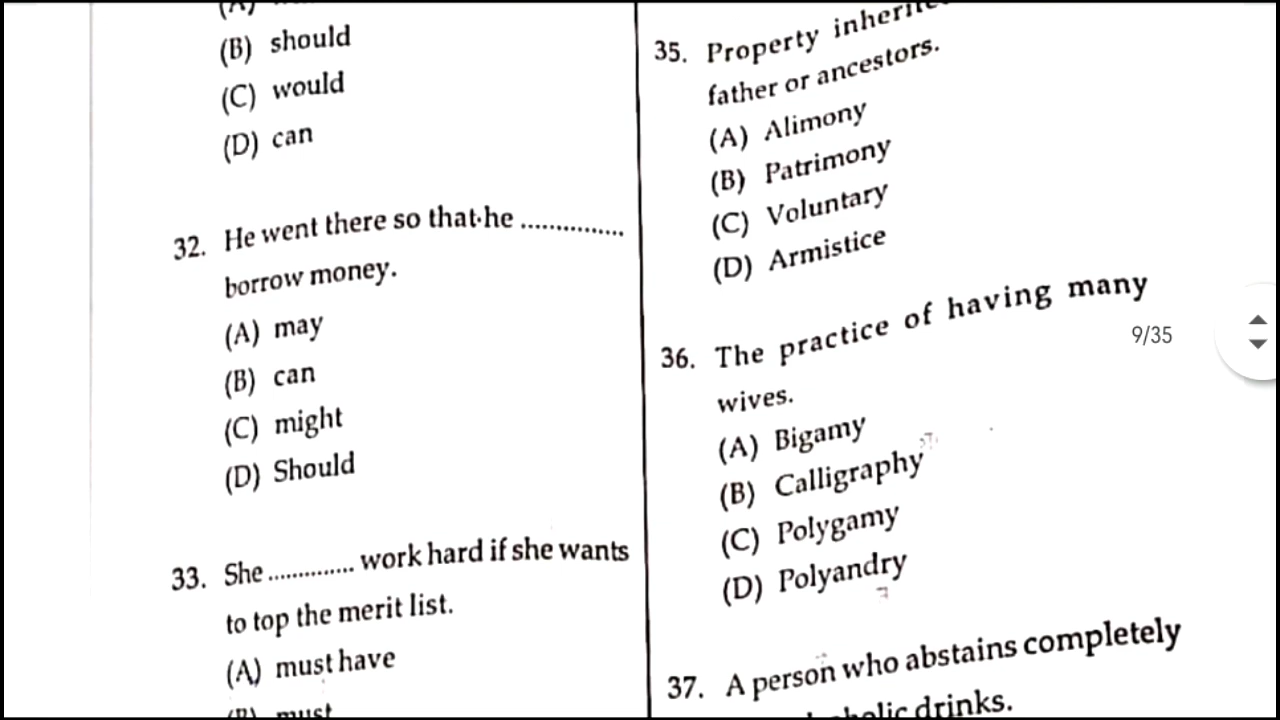 (B) should
(C) would
(D) can
32. He went there so that he ..............
borrow money.
(A) may
(B) can
(C) might
(D) Should
33. She .............. work hard if she wants
to top the merit list.
(A) must have
(B) must
35. Property
father or ancestors.
(A) Alimony
(B) Patrimony
(C) Voluntary
(D) Armistice
36. The practice of having many
wives.
(A) Bigamy
(B) Calligraphy
(C) Polygamy
(D) Polyandry
37. A person who abstains completely
drinks.
9/35